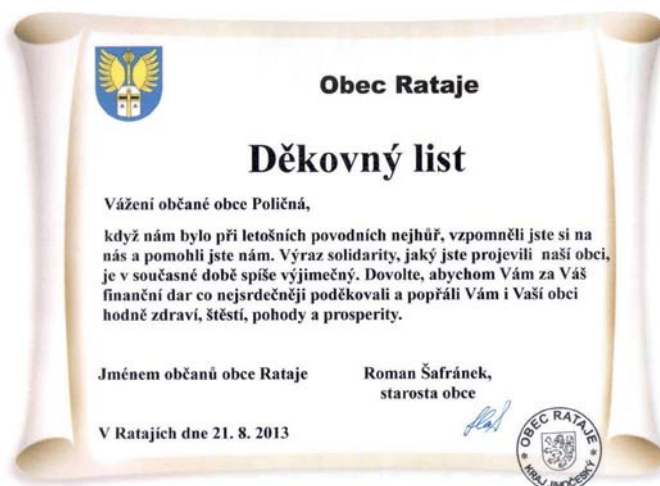 Obec Rataje
Děkovný list
Vážení občané obce Poličná,
když nám bylo při letošních povodních nejhůř, vzpomněli jste si na
nás a pomohli jste nám. Výraz solidarity, jaký jste projevili naší obci,
je v současné době spíše výjimečný. Dovolte, abychom Vám za Váš
finanční dar co nejsrdečněji poděkovali a popřáli Vám i Vaší obci
hodně zdraví, štěstí, pohody a prosperity.
Jménem občanů obce Rataje
Roman Šafránek,
starosta obce
V Ratajích dne 21. 8. 2013
OBEC RATAJE
KRAJ JIHOČESKÝ